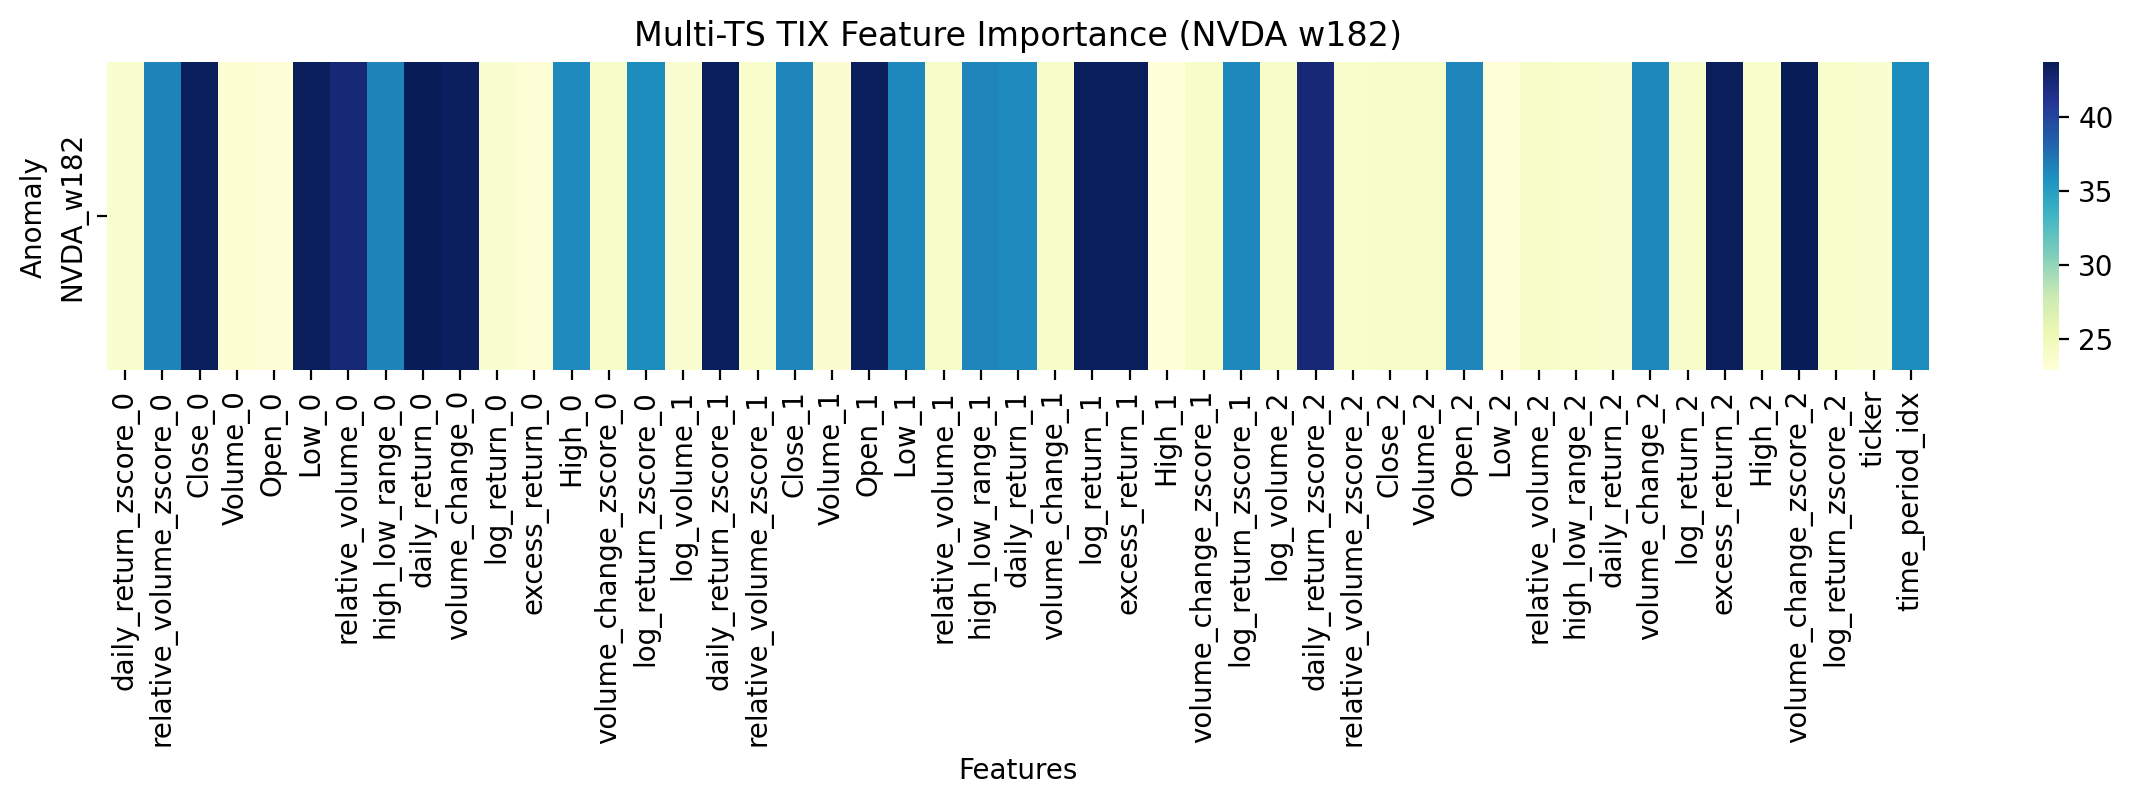 Multi-TS TIX Feature Importance (NVDA w182)
Anomaly
NVDA_w182
40
35
30
25
daily_return_zscore_0
relative_volume_zscore_0
Close_0
Volume_0
Open_0
Low_0
relative_volume_0
high_low_range_0
daily_return_0
volume_change_0
log_return_0
excess_return_0
High_0
volume_change_zscore_0
log_return_zscore_0
log_volume_1
daily_return_zscore_1
relative_volume_zscore_1
Close_1
Volume_1
Open_1
Low_1
relative_volume_1
high_low_range_1
daily_return_1
volume_change_1
log_return_1
excess_return_1
High_1
volume_change_zscore_1
log_return_zscore_1
log_volume_2
daily_return_zscore_2
relative_volume_zscore_2
Close_2
Volume_2
Open_2
Low_2
relative_volume_2
high_low_range_2
daily_return_2
volume_change_2
log_return_2
excess_return_2
High_2
volume_change_zscore_2
log_return_zscore_2
ticker
time_period_idx
Features